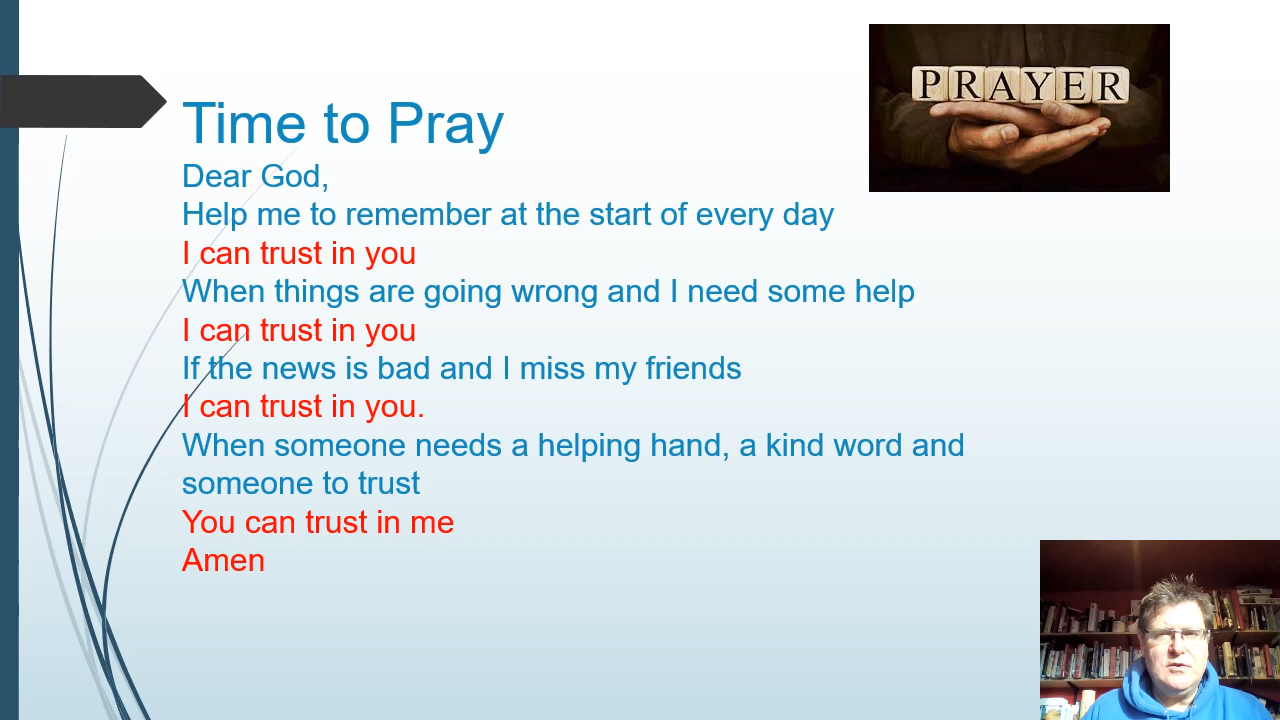 PRAYER
Time to Pray
Dear God,
Help me to remember at the start of every day
I can trust in you
When things are going wrong and I need some help
I can trust in you
If the news is bad and I miss my friends
I can trust in you.
When someone needs a helping hand, a kind word and
someone to trust
You can trust in me
Amen